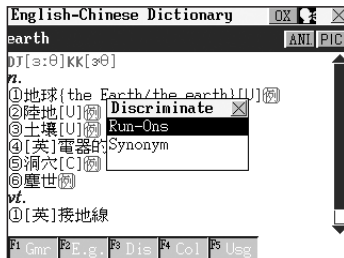 English-Chinese Dictionary OX
earth ANL PIC
DJ[ɜ:θ]KK[ɝθ]
n.
①地球{the Earth/the earth}[U]例
②陸地[U]例
③土壤[U]例
④[英]電器的
⑤洞穴[C]例
⑥塵世例
vt.
①[英]接地線
Discriminate
Run-Ons
Synonym
F1 Gmr F2 E.g. F3 Dis F4 Col F5 Usg